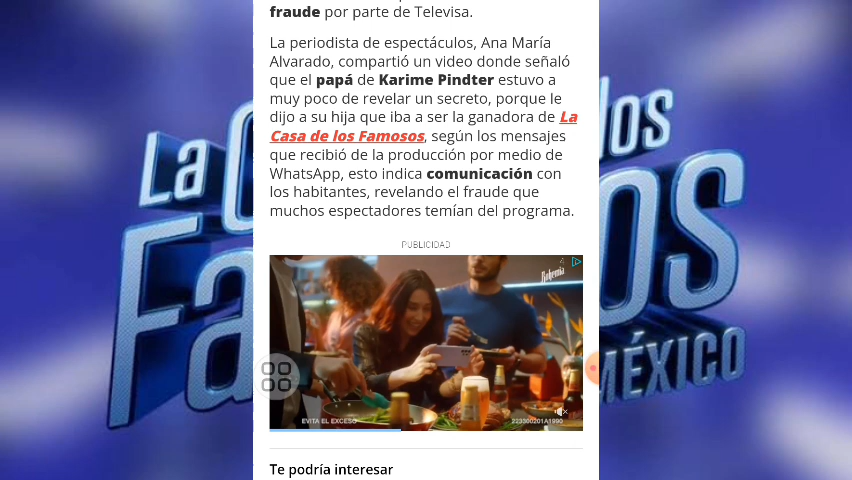 fraude por parte de Televisa.
La periodista de espectáculos, Ana María
Alvarado, compartió un video donde señaló
que el papá de Karime Pindter estuvo a
muy poco de revelar un secreto, porque le
dijo a su hija que iba a ser la ganadora de La
Casa de los Famosos, según los mensajes
que recibió de la producción por medio de
WhatsApp, esto indica comunicación con
los habitantes, revelando el fraude que
muchos espectadores temían del programa.
PUBLICIDAD
Bohemia
EVITA EL EXCESO
223300201A1990
Te podría interesar
La C
los
Fa
OS
MÉXICO